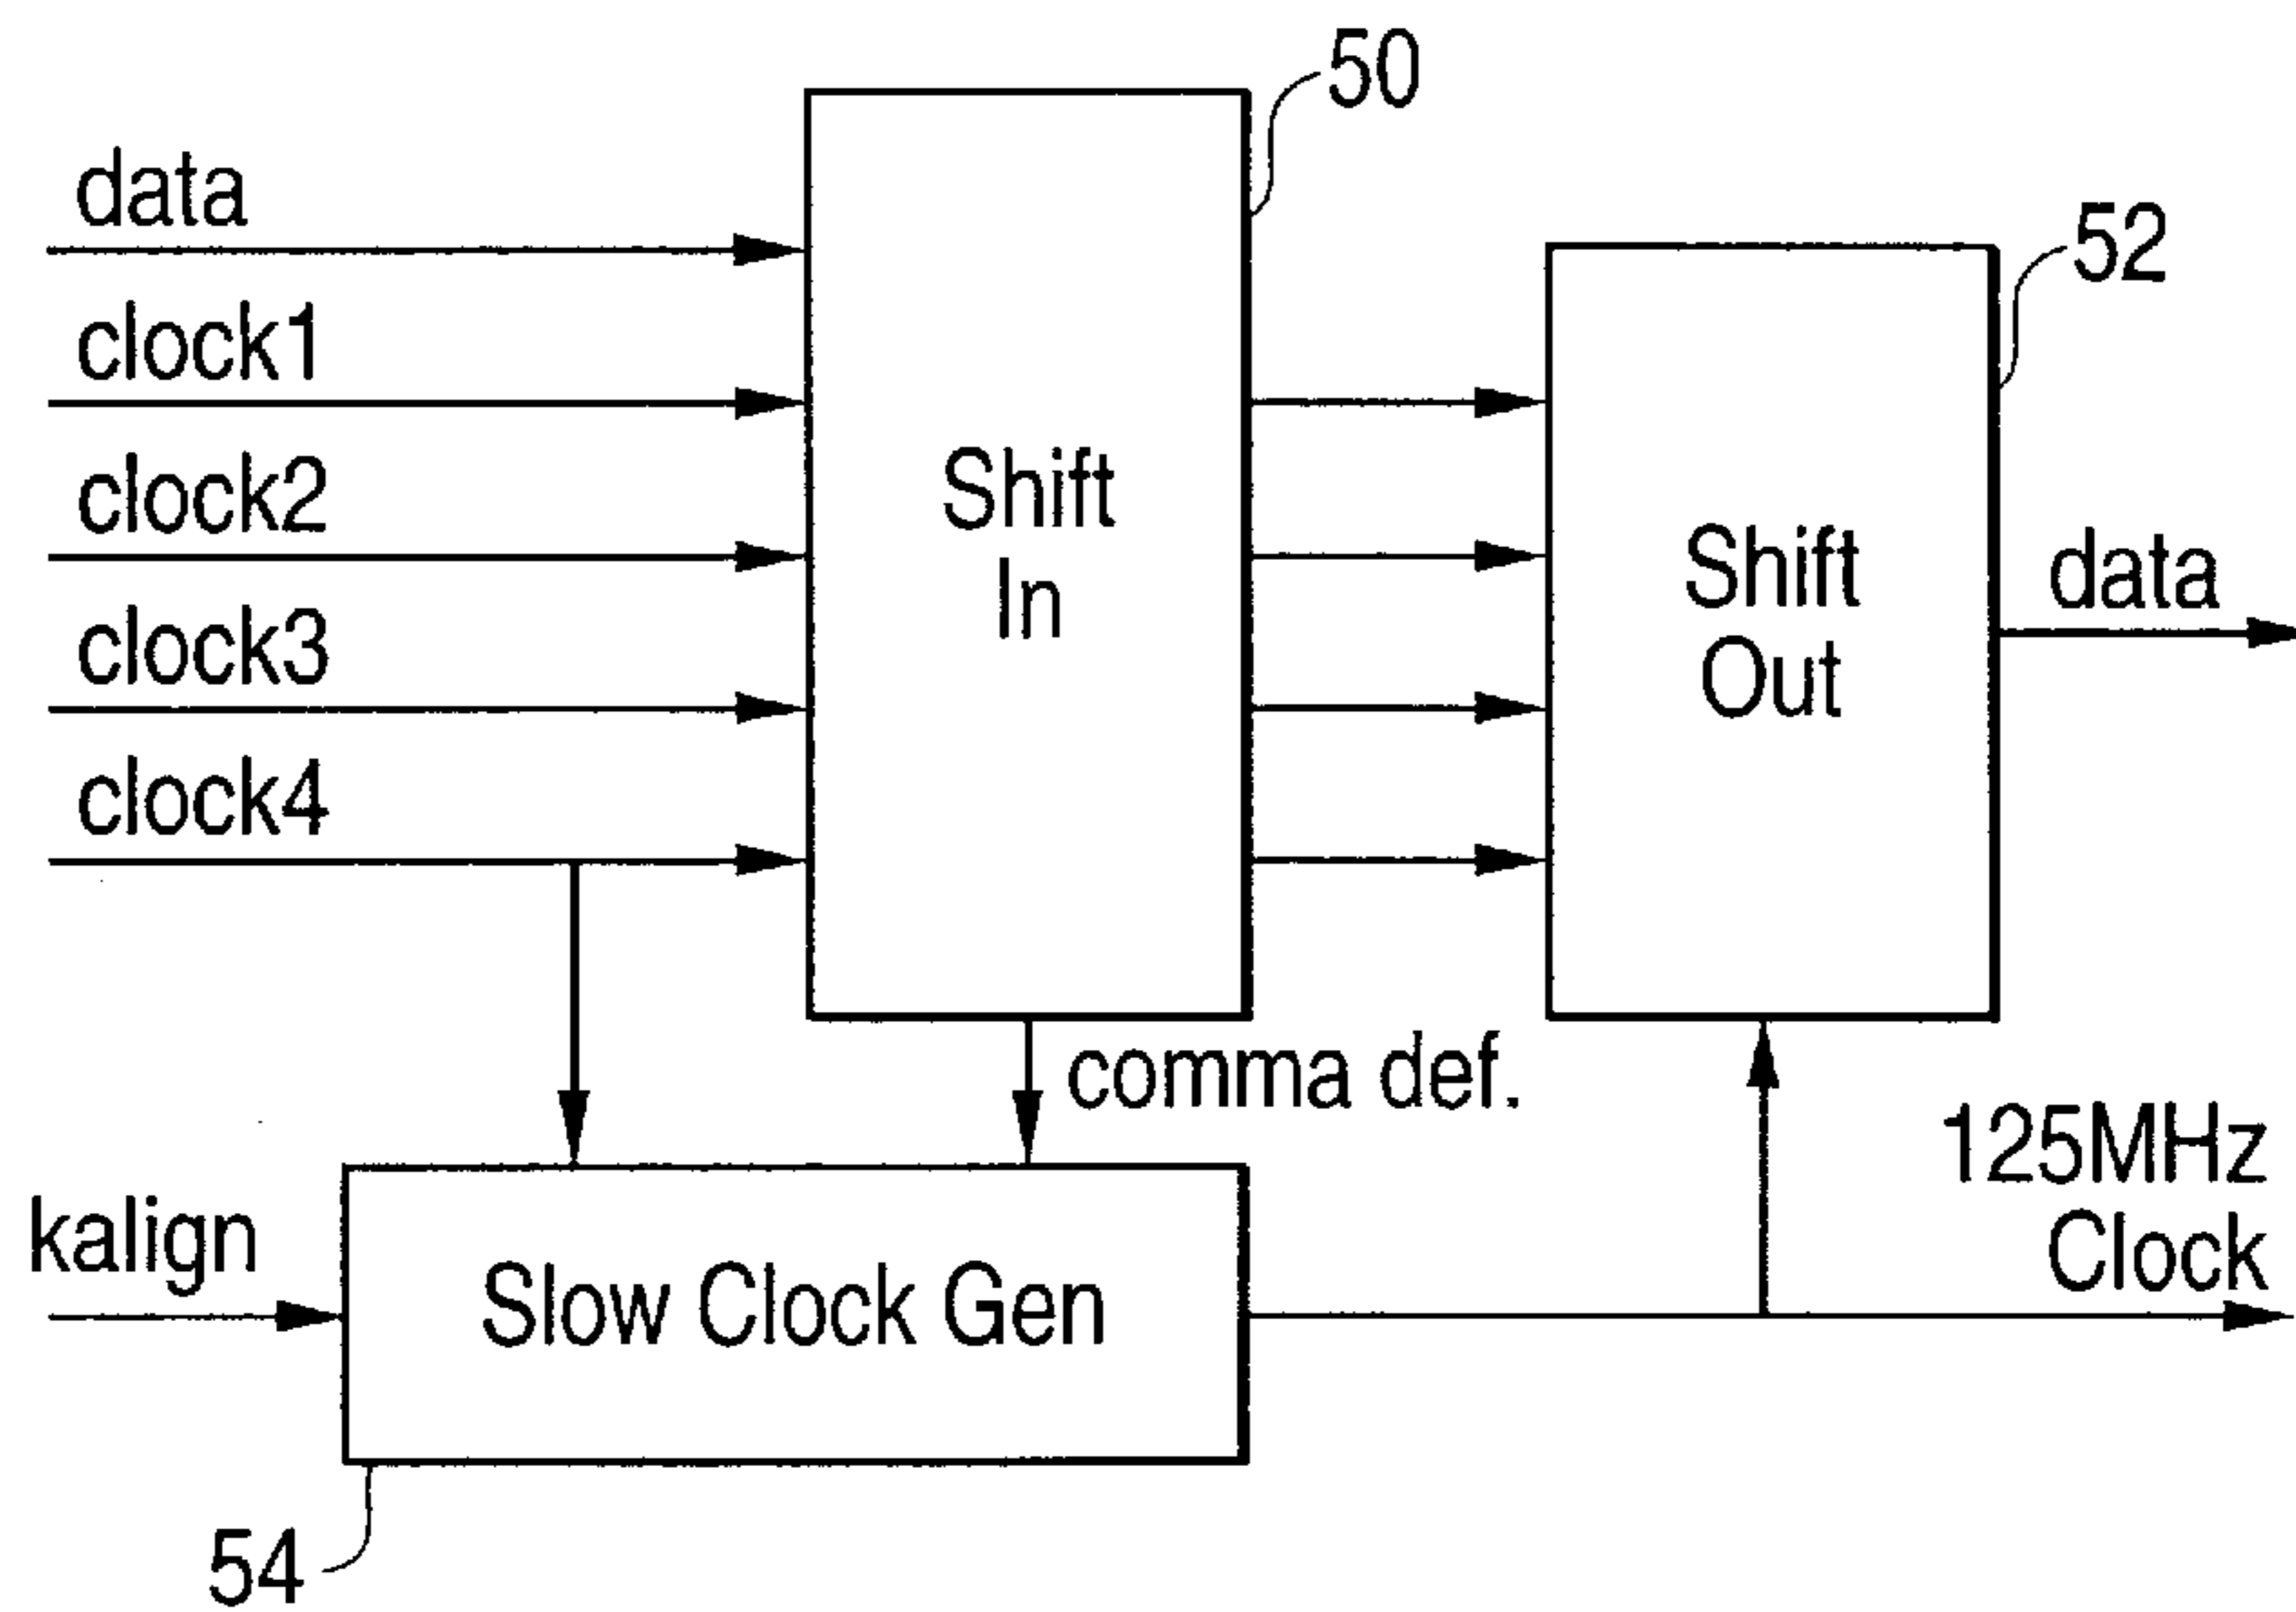 50
data
52
clock1
clock2
Shift
In
Shift
Out
data
clock3
clock4
comma def.
125MHz
Clock
kalign
Slow Clock Gen
54